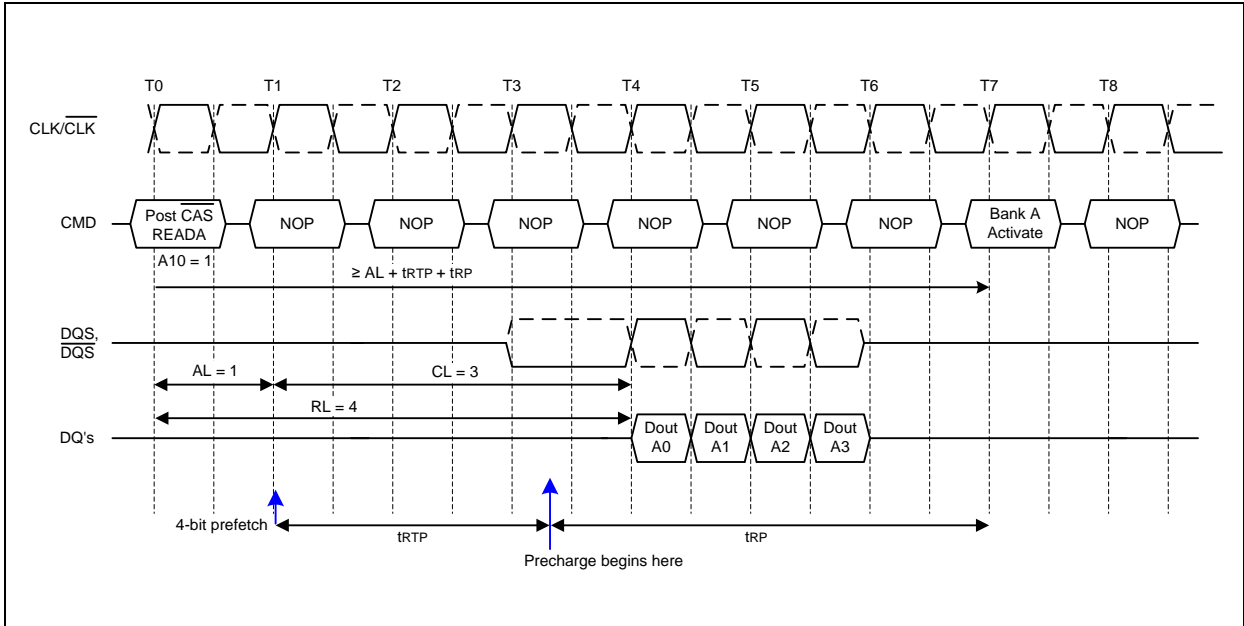 T0 T1 T2 T3 T4 T5 T6 T7 T8
CLK/CLK
CMD
Post CAS
READA
NOP
NOP
NOP
NOP
NOP
NOP
Bank A
Activate
NOP
A10 = 1
≥ AL + tRTP + tRP
DQS,
DQS
AL = 1
CL = 3
RL = 4
DQ's
Dout
A0
Dout
A1
Dout
A2
Dout
A3
4-bit prefetch
tRTP
tRP
Precharge begins here